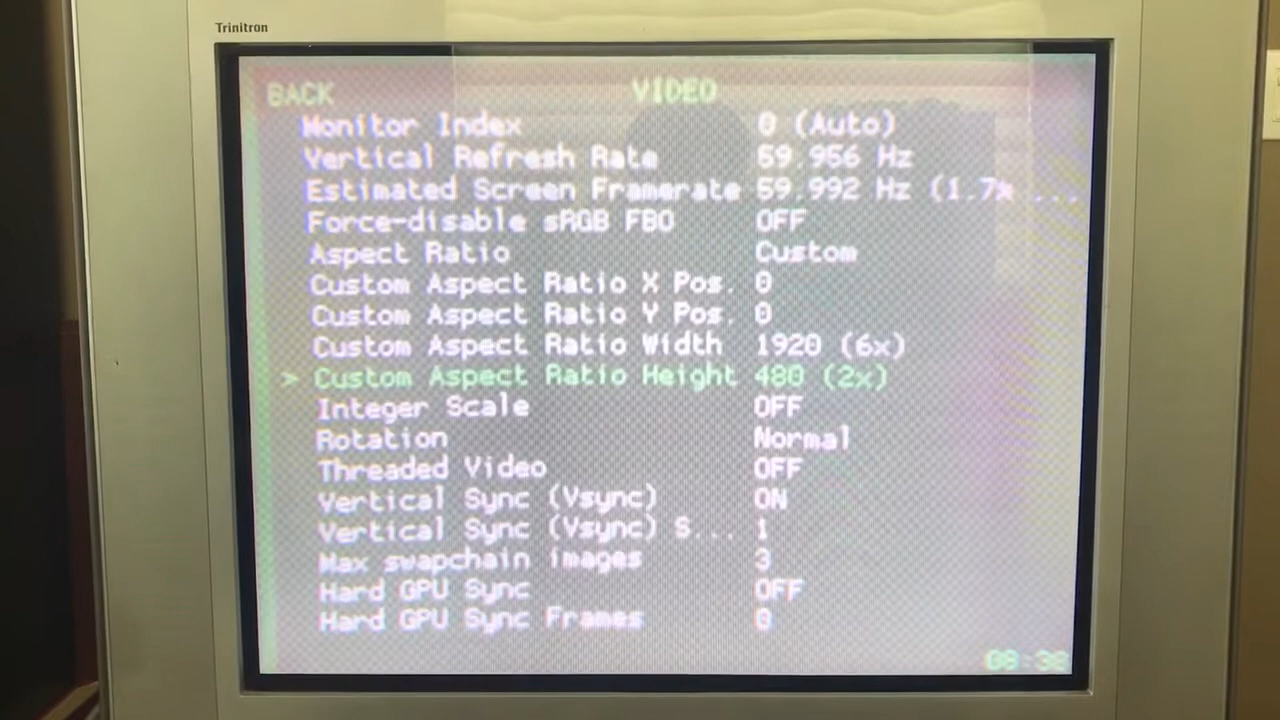 Trinitron
BACK VIDEO
Monitor Index 0 (Auto)
Vertical Refresh Rate 59.956 Hz
Estimated Screen Framerate 59.992 Hz (1.7% ...
Force-disable sRGB FBO OFF
Aspect Ratio Custom
Custom Aspect Ratio X Pos. 0
Custom Aspect Ratio Y Pos. 0
Custom Aspect Ratio Width 1920 (6x)
> Custom Aspect Ratio Height 480 (2x)
Integer Scale OFF
Rotation Normal
Threaded Video OFF
Vertical Sync (Vsync) ON
Vertical Sync (Vsync) S... 1
Max swapchain images 3
Hard GPU Sync OFF
Hard GPU Sync Frames 0
08:38